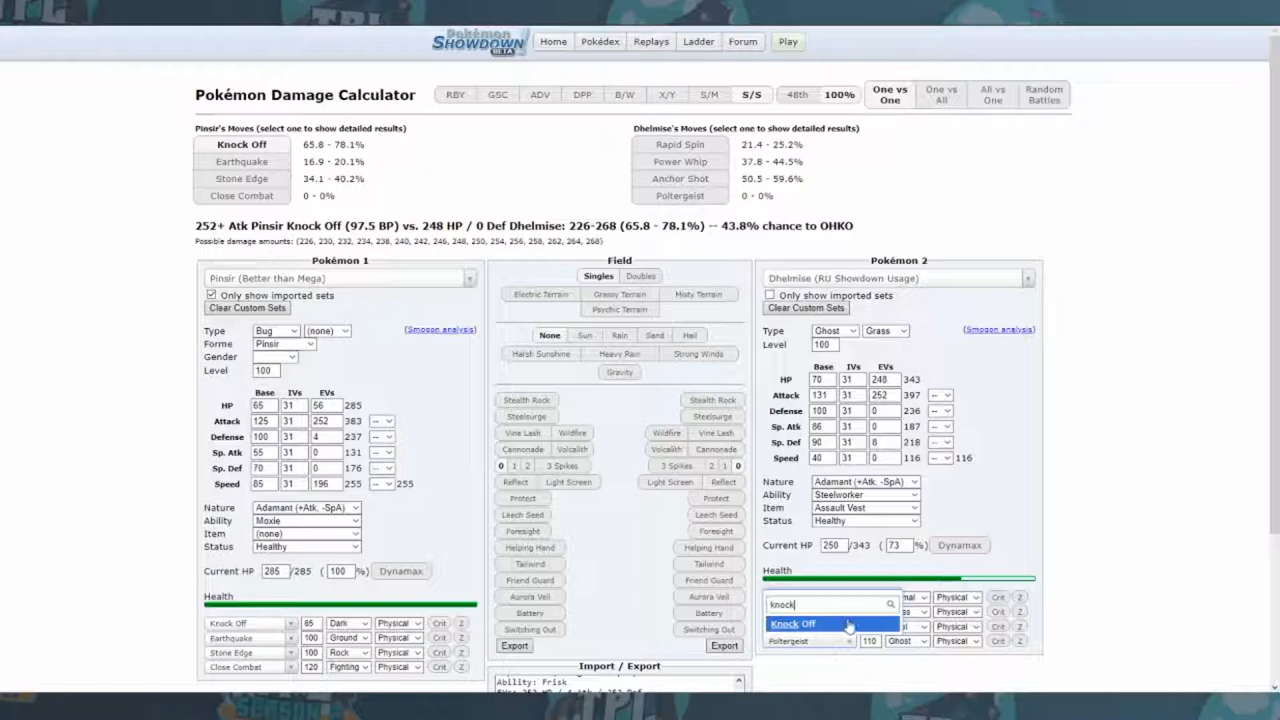 TPL
TPL
Pokémon
SHOWDOWN
BETA
Home
Pokédex
Replays
Ladder
Forum
Play
Pokémon Damage Calculator
RBY GSC ADV DPP B/W X/Y S/M S/S
48th 100%
One vs One
One vs All
All vs One
Random Battles
Pinsir's Moves (select one to show detailed results)
Knock Off 65.8 - 78.1%
Earthquake 16.9 - 20.1%
Stone Edge 34.1 - 40.2%
Close Combat 0 - 0%
Dhelmise's Moves (select one to show detailed results)
Rapid Spin 21.4 - 25.2%
Power Whip 37.8 - 44.5%
Anchor Shot 50.5 - 59.6%
Poltergeist 0 - 0%
252+ Atk Pinsir Knock Off (97.5 BP) vs. 248 HP / 0 Def Dhelmise: 226-268 (65.8 - 78.1%) -- 43.8% chance to OHKO
Possible damage amounts: (226, 230, 232, 234, 238, 240, 242, 246, 248, 250, 254, 256, 258, 262, 264, 268)
Pokémon 1
Pinsir (Better than Mega)
Only show imported sets
Clear Custom Sets
Type Bug (none) (Smogon analysis)
Forme Pinsir
Gender
Level 100
Base IVs EVs
HP 65 31 56 285
Attack 125 31 252 383 --
Defense 100 31 4 237 --
Sp. Atk 55 31 0 131 --
Sp. Def 70 31 0 176 --
Speed 85 31 196 255 -- 255
Nature Adamant (+Atk, -SpA)
Ability Moxie
Item (none)
Status Healthy
Current HP 285 /285 ( 100 %) Dynamax
Health
Knock Off 65 Dark Physical Crit Z
Earthquake 100 Ground Physical Crit Z
Stone Edge 100 Rock Physical Crit Z
Close Combat 120 Fighting Physical Crit Z
Field
Singles Doubles
Electric Terrain Grassy Terrain Misty Terrain
Psychic Terrain
None Sun Rain Sand Hail
Harsh Sunshine Heavy Rain Strong Winds
Gravity
Stealth Rock Stealth Rock
Steelsurge Steelsurge
Vine Lash Wildfire Wildfire Vine Lash
Cannonade Volcalith Volcalith Cannonade
0 1 2 3 Spikes 3 Spikes 2 1 0
Reflect Light Screen Light Screen Reflect
Protect Protect
Leech Seed Leech Seed
Foresight Foresight
Helping Hand Helping Hand
Tailwind Tailwind
Friend Guard Friend Guard
Aurora Veil Aurora Veil
Battery Battery
Switching Out Switching Out
Export Export
Import / Export
Ability: Frisk
Pokémon 2
Dhelmise (RU Showdown Usage)
Only show imported sets
Clear Custom Sets
Type Ghost Grass (Smogon analysis)
Level 100
Base IVs EVs
HP 70 31 248 343
Attack 131 31 252 397 --
Defense 100 31 0 236 --
Sp. Atk 86 31 0 187 --
Sp. Def 90 31 8 218 --
Speed 40 31 0 116 -- 116
Nature Adamant (+Atk, -SpA)
Ability Steelworker
Item Assault Vest
Status Healthy
Current HP 250 /343 ( 73 %) Dynamax
Health
knock
Knock Off
Physical Crit Z
Physical Crit Z
Physical Crit Z
Poltergeist 110 Ghost Physical Crit Z
SEASON